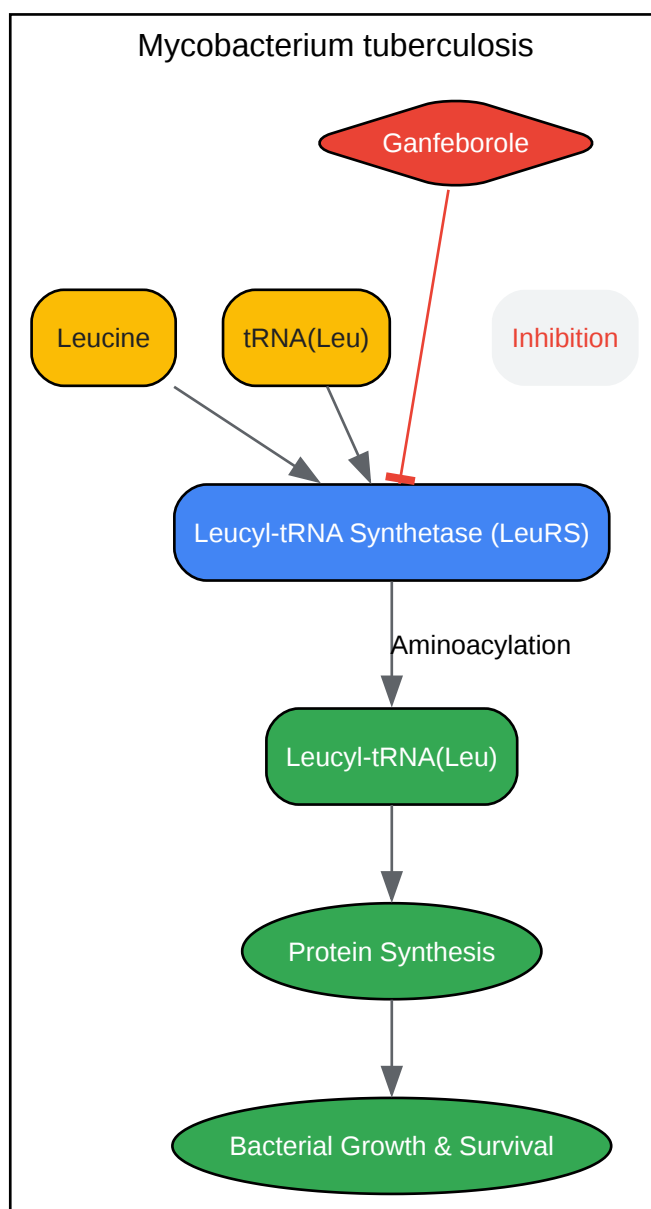 Mycobacterium tuberculosis
Ganfeborole
Leucine
tRNA(Leu)
Inhibition
Leucyl-tRNA Synthetase (LeuRS)
Aminoacylation
Leucyl-tRNA(Leu)
Protein Synthesis
Bacterial Growth & Survival